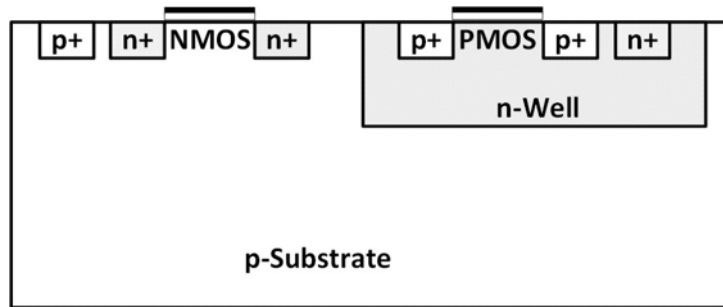 p+ n+ NMOS n+ p+ PMOS p+ n+
n-Well
p-Substrate